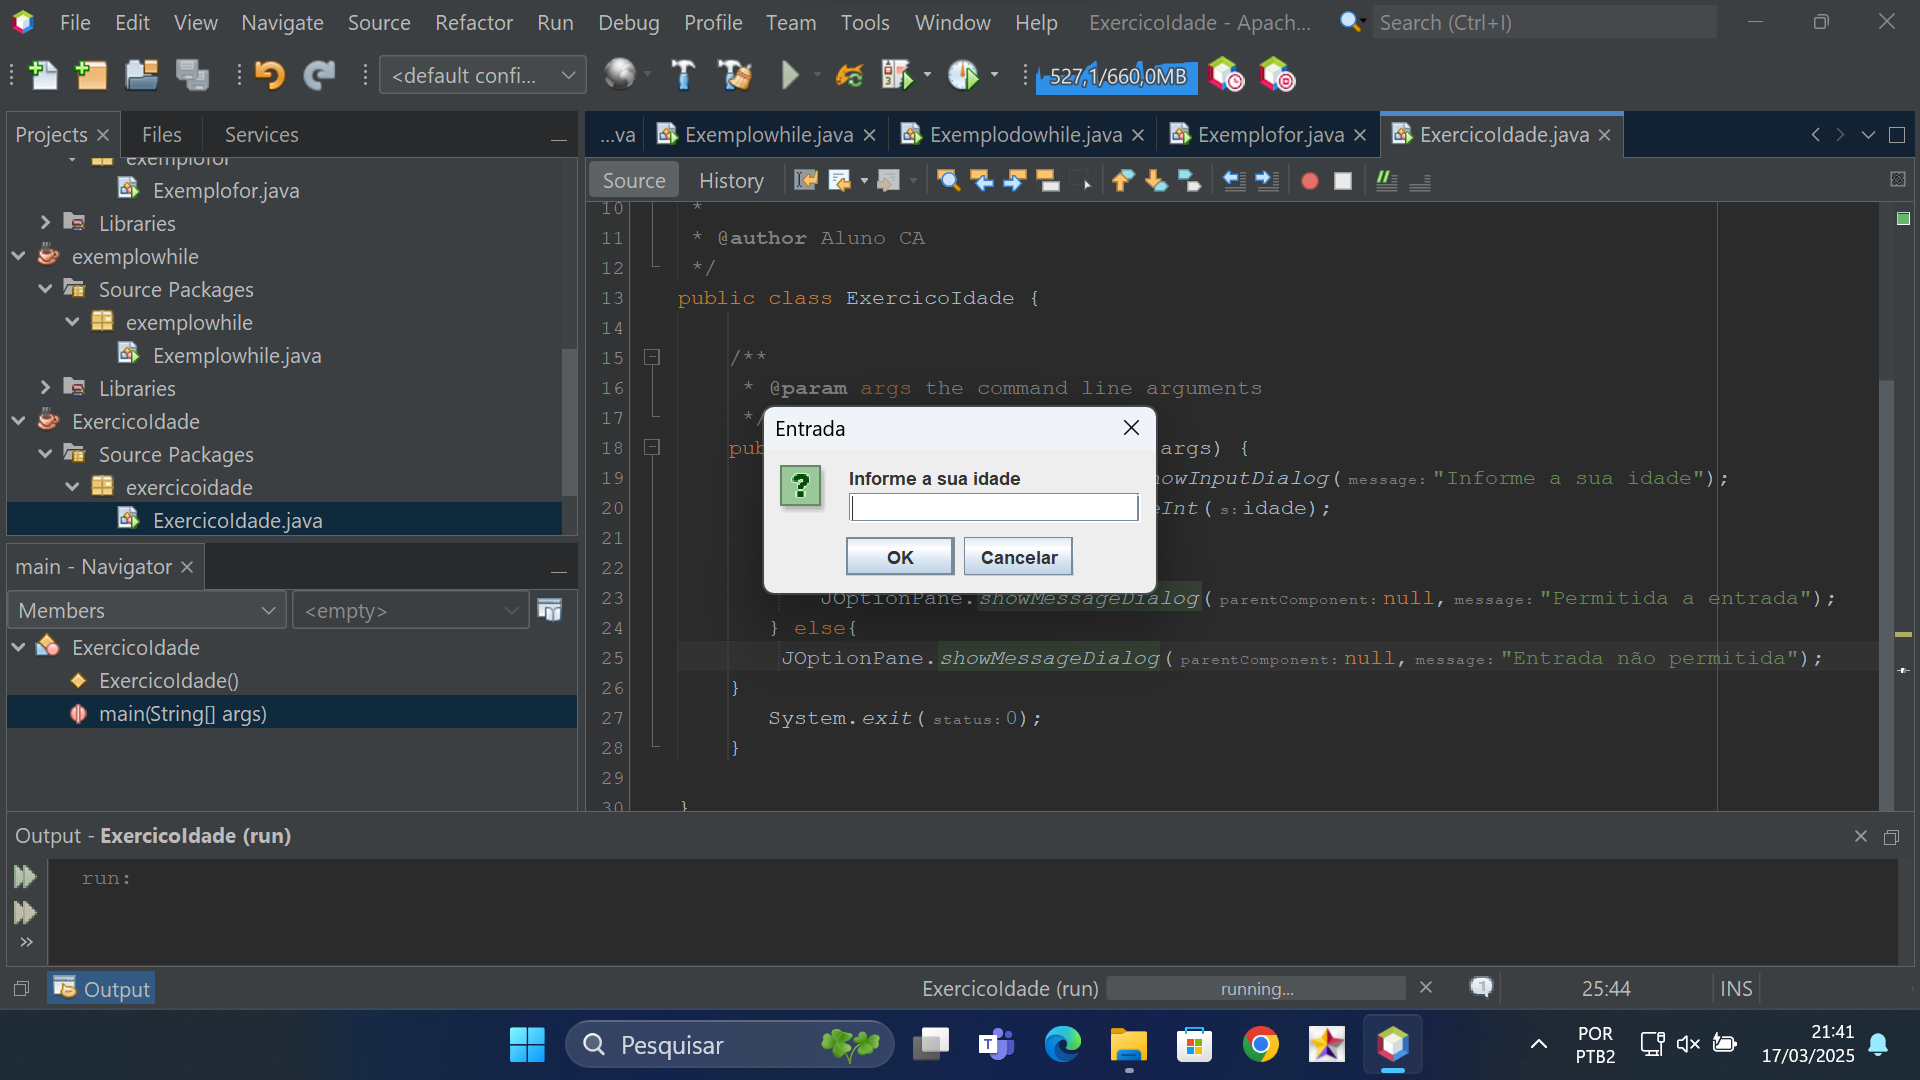 File Edit View Navigate Source Refactor Run Debug Profile Team Tools Window Help ExercicoIdade - Apach... Search (Ctrl+I)
<default confi... 527,1/660,0MB
Projects Files Services
...va Exemplowhile.java Exemplodowhile.java Exemplofor.java ExercicoIdade.java
Source History
exemplofor
Exemplofor.java
Libraries
exemplowhile
Source Packages
exemplowhile
Exemplowhile.java
Libraries
ExercicoIdade
Source Packages
exercicoidade
ExercicoIdade.java
main - Navigator
Members <empty>
ExercicoIdade
ExercicoIdade()
main(String[] args)
10 *
11 * @author Aluno CA
12 */
13 public class ExercicoIdade {
14
15 /**
16 * @param args the command line arguments
17 */
18 pub args) {
19 owInputDialog( message: "Informe a sua idade");
20 eInt( s: idade);
21
22
23 JOptionPane.showMessageDialog( parentComponent: null, message: "Permitida a entrada");
24 } else{
25 JOptionPane.showMessageDialog( parentComponent: null, message: "Entrada não permitida");
26 }
27 System.exit( status: 0);
28 }
29
30 }
Entrada
Informe a sua idade
OK Cancelar
Output - ExercicoIdade (run)
run:
Output ExercicoIdade (run) running... 1 25:44 INS
Pesquisar
POR
PTB2
21:41
17/03/2025